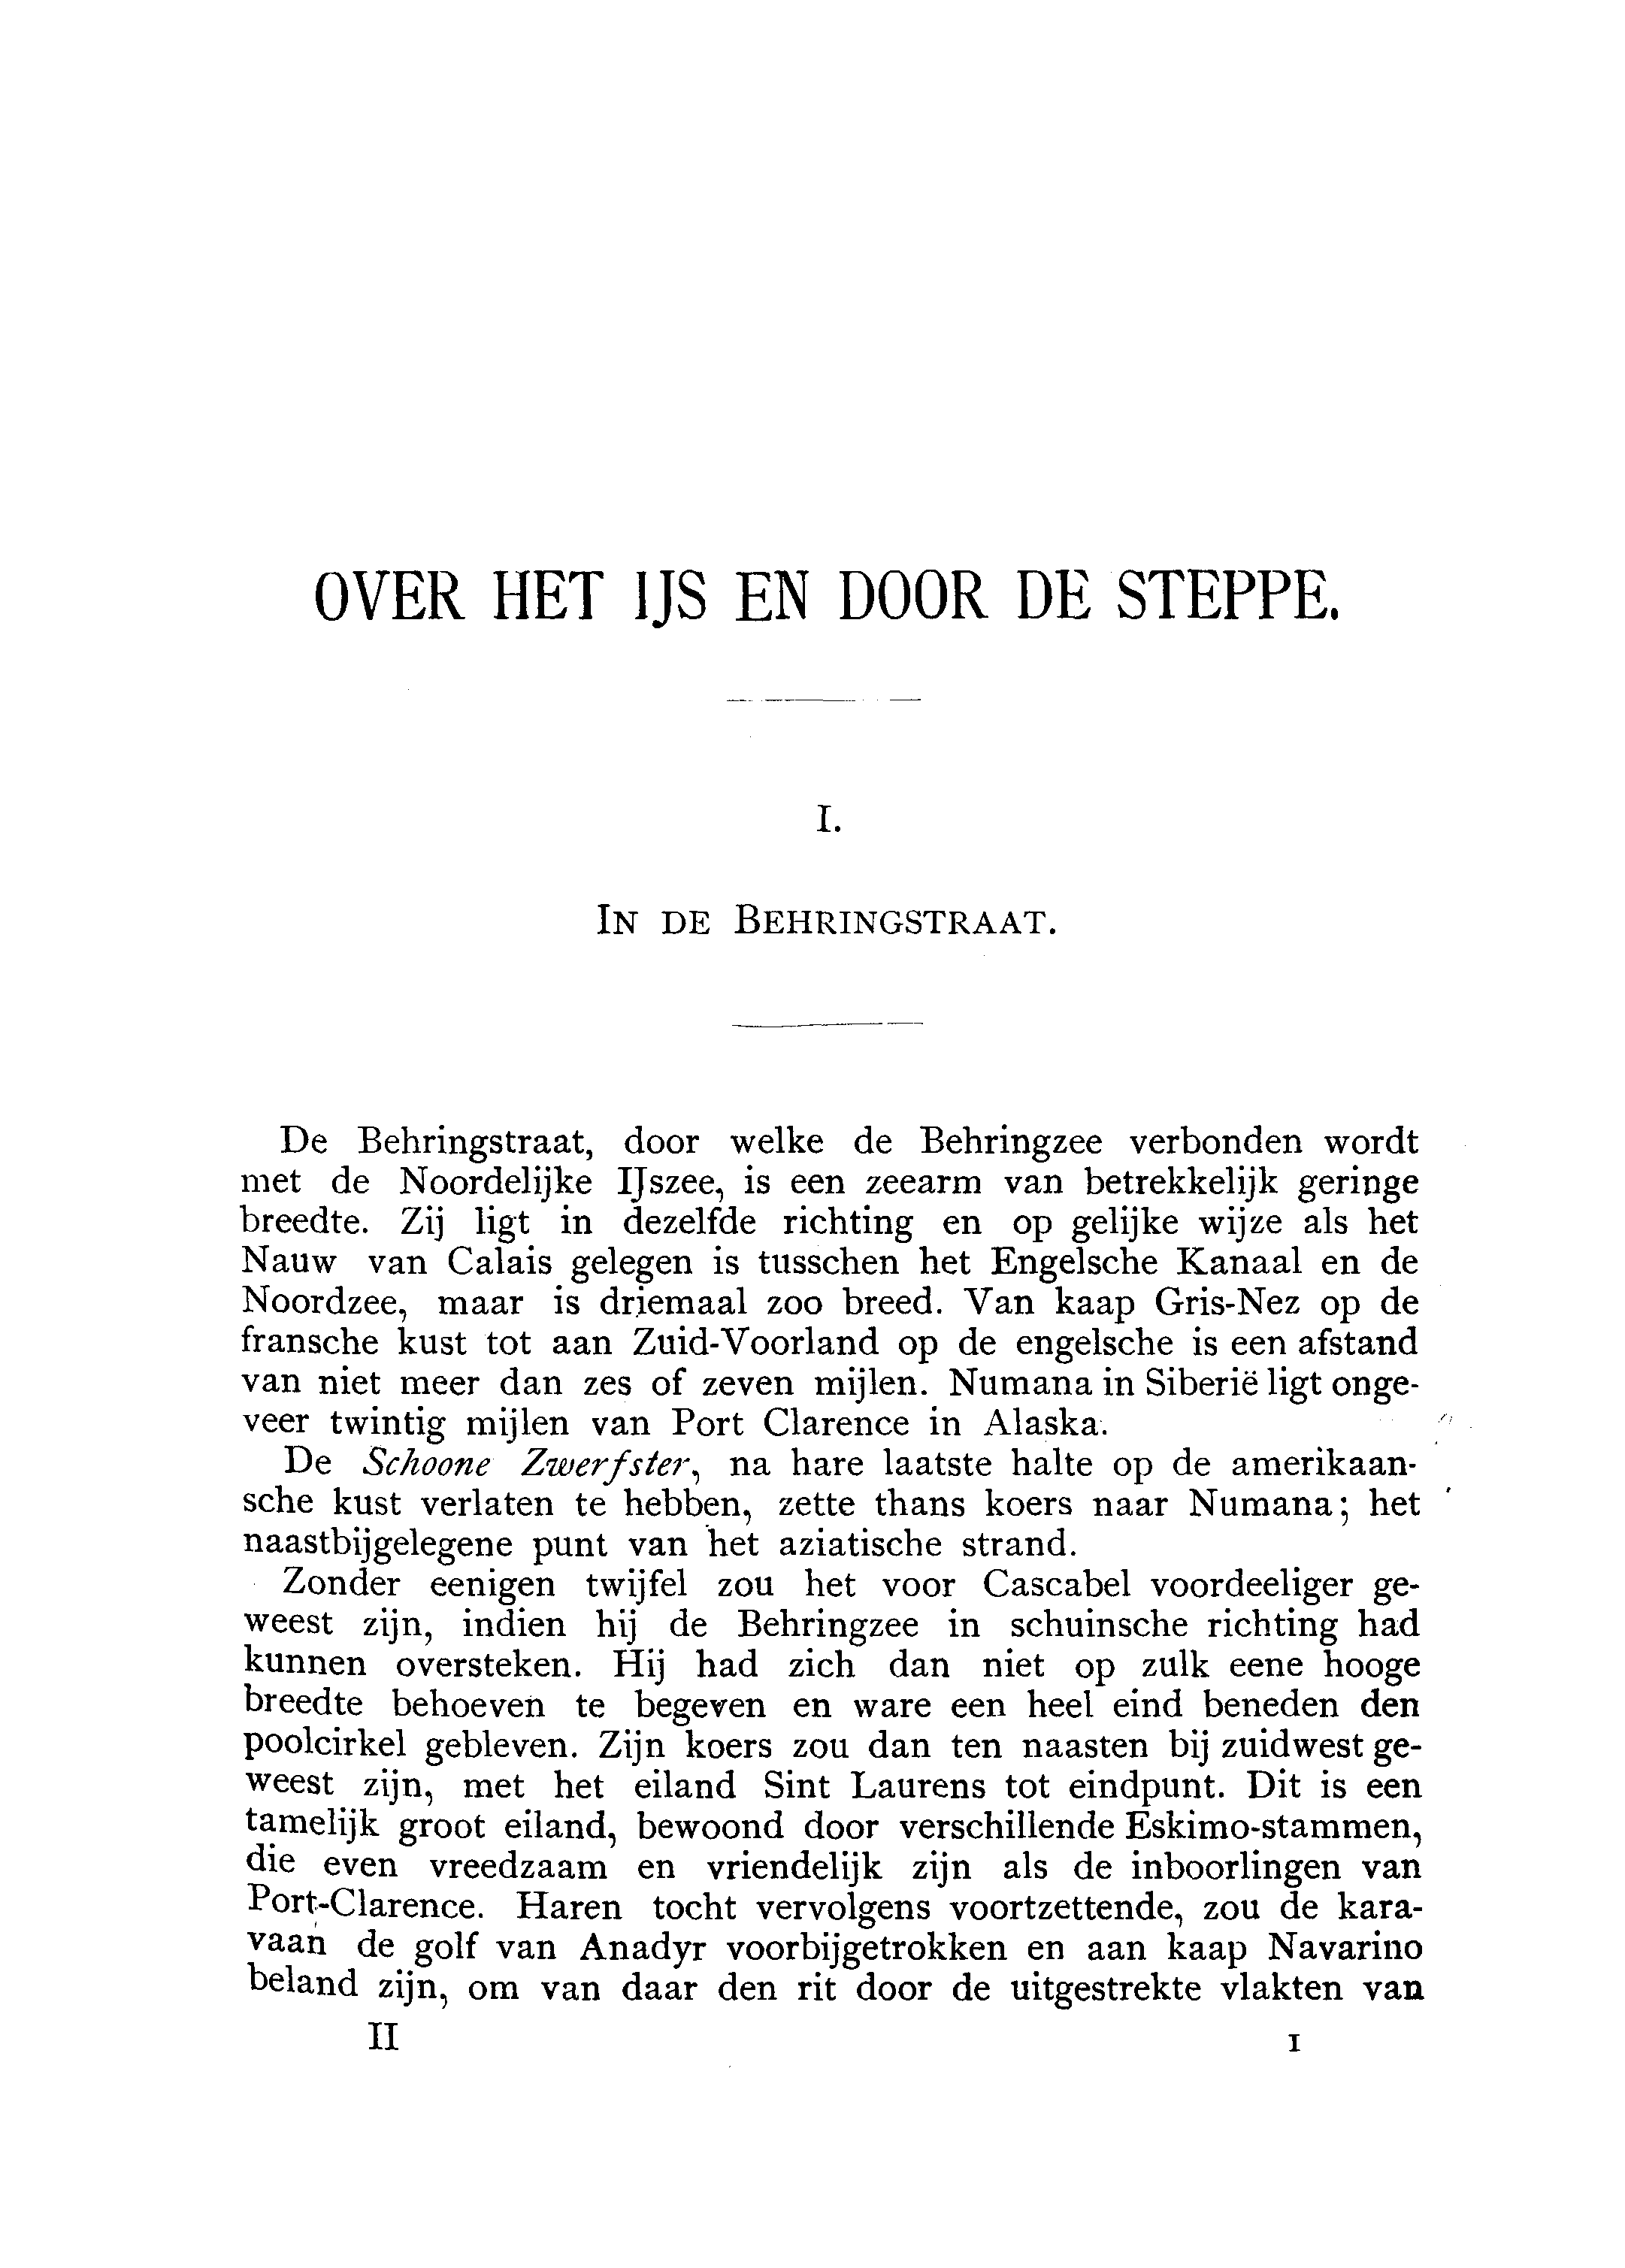 OVER HET IJS EN DOOR DE STEPPE.
I.
IN DE BEHRINGSTRAAT.
De Behringstraat, door welke de Behringzee verbonden wordt
met de Noordelijke IJszee, is een zeearm van betrekkelijk geringe
breedte. Zij ligt in dezelfde richting en op gelijke wijze als het
Nauw van Calais gelegen is tusschen het Engelsche Kanaal en de
Noordzee, maar is driemaal zoo breed. Van kaap Gris-Nez op de
fransche kust tot aan Zuid-Voorland op de engelsche is een afstand
van niet meer dan zes of zeven mijlen. Numana in Siberië ligt onge-
veer twintig mijlen van Port Clarence in Alaska.
De Schoone Zwerfster, na hare laatste halte op de amerikaan-
sche kust verlaten te hebben, zette thans koers naar Numana; het
naastbijgelegene punt van het aziatische strand.
Zonder eenigen twijfel zou het voor Cascabel voordeeliger ge-
weest zijn, indien hij de Behringzee in schuinsche richting had
kunnen oversteken. Hij had zich dan niet op zulk eene hooge
breedte behoeven te begeven en ware een heel eind beneden den
poolcirkel gebleven. Zijn koers zou dan ten naasten bij zuidwest ge-
weest zijn, met het eiland Sint Laurens tot eindpunt. Dit is een
tamelijk groot eiland, bewoond door verschillende Eskimo-stammen,
die even vreedzaam en vriendelijk zijn als de inboorlingen van
Port-Clarence. Haren tocht vervolgens voortzettende, zou de kara-
vaan de golf van Anadyr voorbijgetrokken en aan kaap Navarino
beland zijn, om van daar den rit door de uitgestrekte vlakten van
II 1